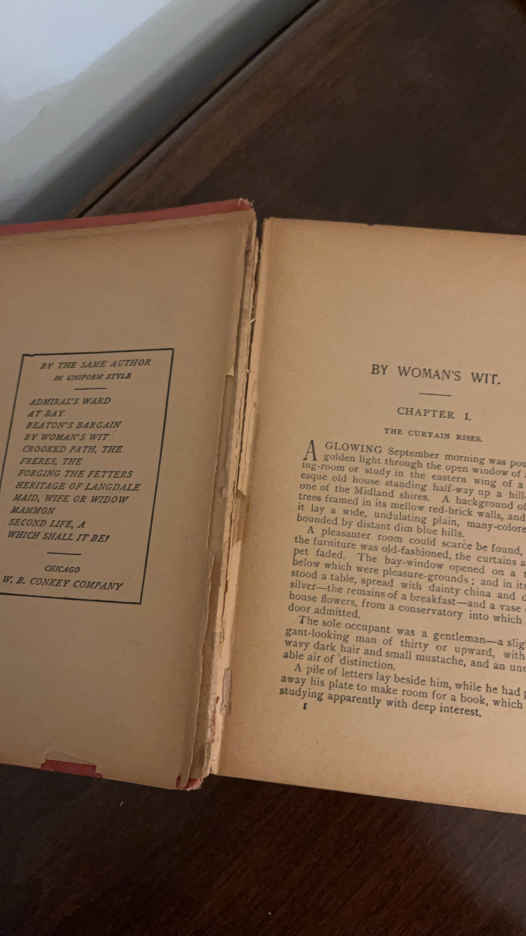 BY THE SAME AUTHOR
IN UNIFORM STYLE
ADMIRAL'S WARD
AT BAY
BEATON'S BARGAIN
BY WOMAN'S WIT
CROOKED PATH, THE
FRERES, THE
FORGING THE FETTERS
HERITAGE OF LANGDALE
MAID, WIFE OR WIDOW
MAMMON
SECOND LIFE, A
WHICH SHALL IT BE?
CHICAGO
W. B. CONKEY COMPANY
BY WOMAN'S WIT.
CHAPTER I.
THE CURTAIN RISES.
A GLOWING September morning was
golden light through the open window of
ing-room or study in the eastern wing of a
esque old house standing half-way up a
one of the Midland shires. A background of
trees framed in its mellow red-brick walls, and
it lay a wide, undulating plain,
bounded by distant dim blue hills.
A pleasanter room could scarce be found,
the furniture was old-fashioned, the curtains
pet faded. The bay-window opened on a
below which were pleasure-grounds; and in
stood a table, spread with dainty china and
silver—the remains of a breakfast—and a vase
house flowers, from a conservatory into which
door admitted.
The sole occupant was a gentleman—a
gant-looking man of thirty or upward, with
wavy dark hair and small mustache, and an
able air of distinction.
A pile of letters lay beside him, while he had
away his plate to make room for a book, which
studying apparently with deep interest.
1